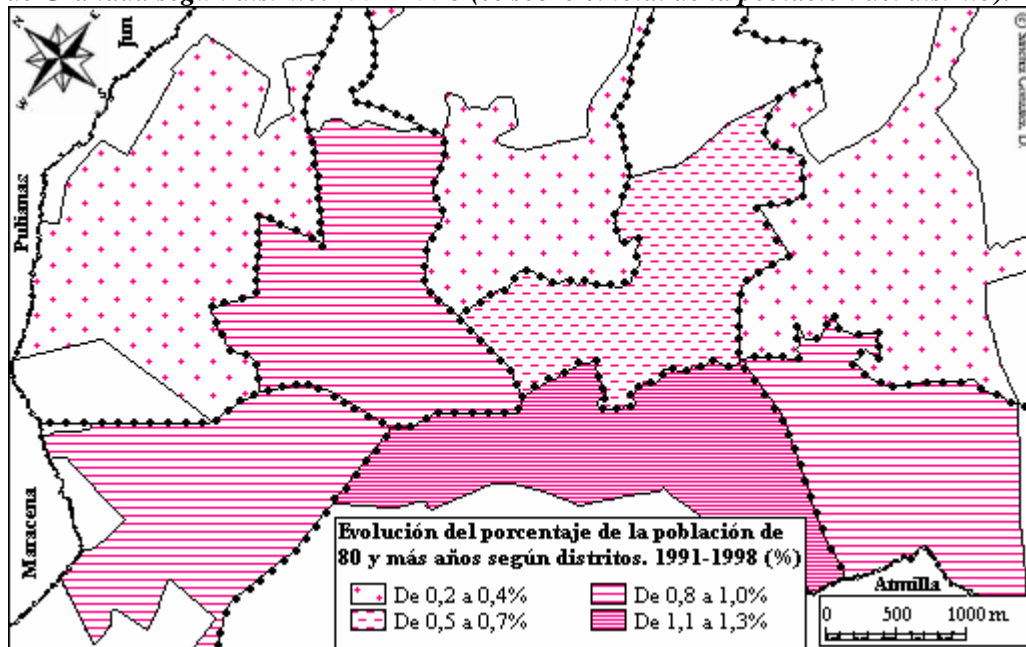 N
E
S
W
Jun
Pulianas
Maracena
Armilla
Evolución del porcentaje de la población de
80 y más años según distritos. 1991-1998 (%)
De 0,2 a 0,4%
De 0,8 a 1,0%
De 0,5 a 0,7%
De 1,1 a 1,3%
0 500 1000 m.